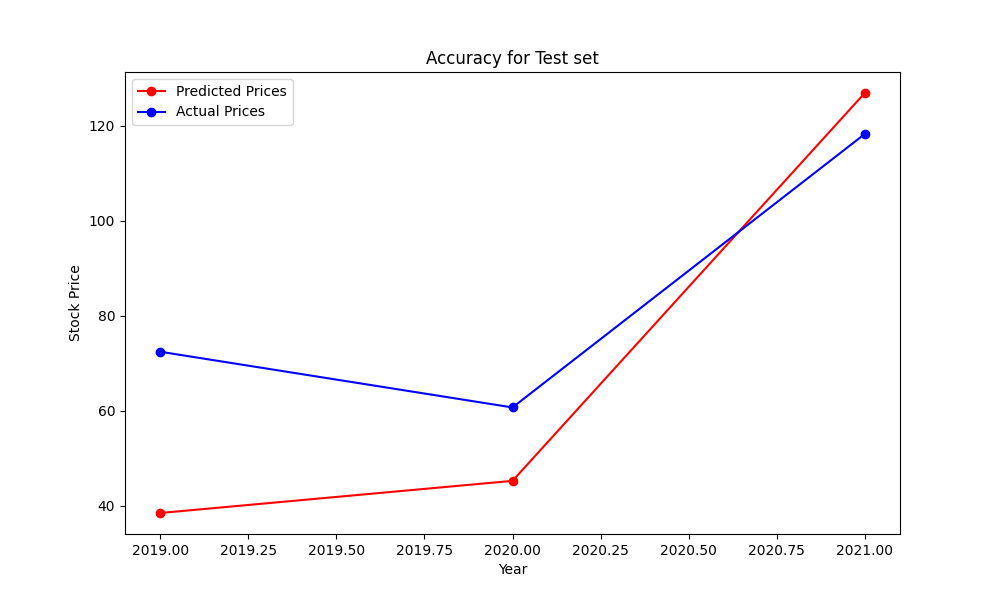 Accuracy for Test set
Predicted Prices
Actual Prices
120
100
80
60
40
Stock Price
2019.00 2019.25 2019.50 2019.75 2020.00 2020.25 2020.50 2020.75 2021.00
Year